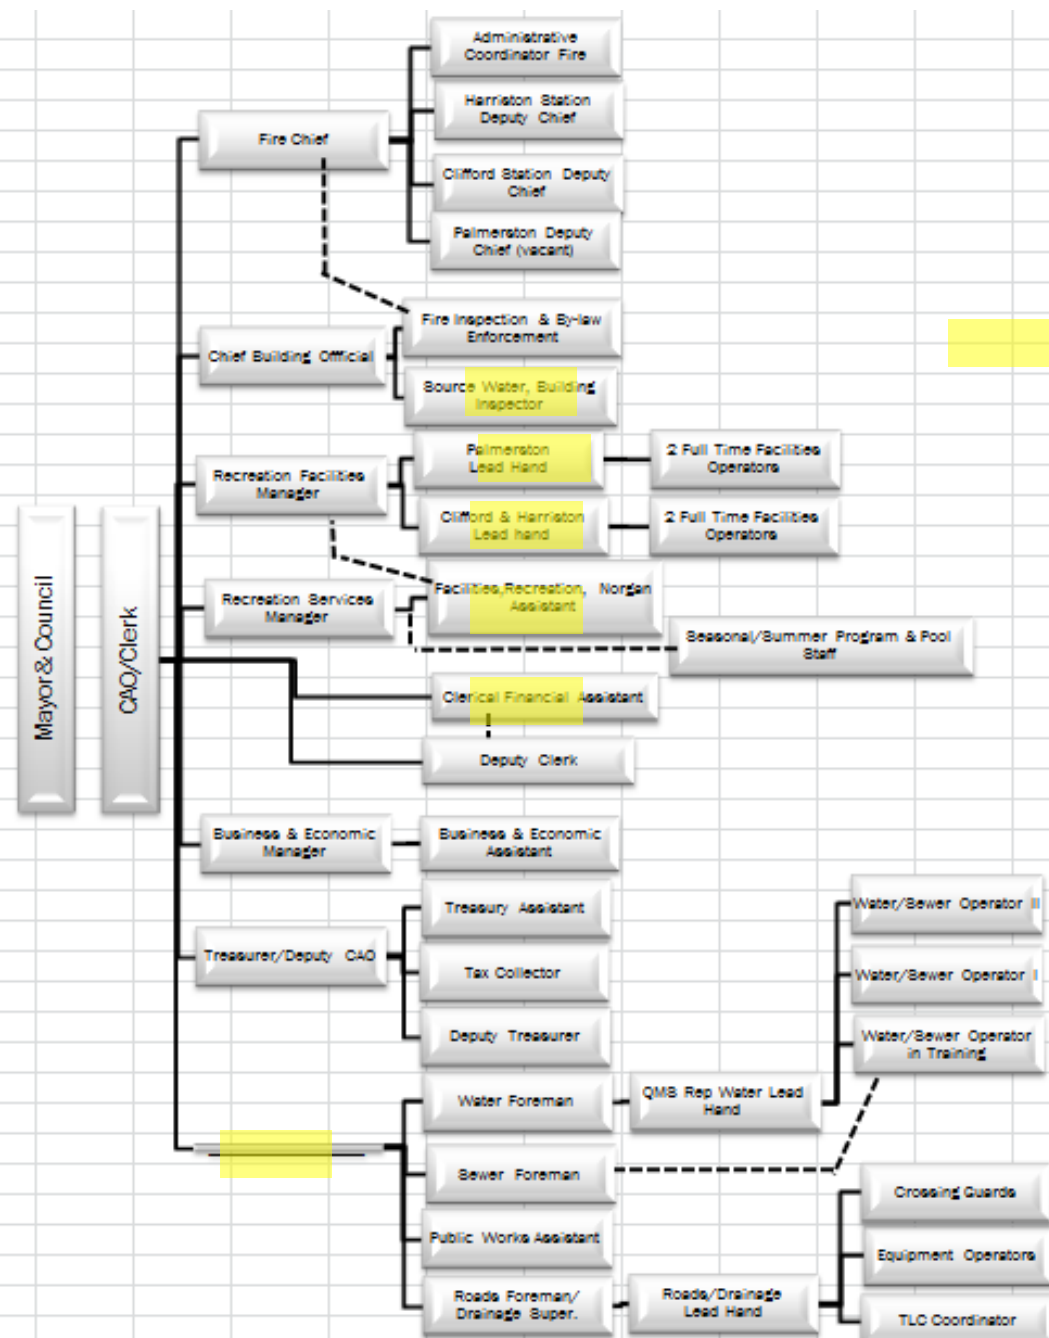 Administrative
Coordinator Fire
Harriston Station
Deputy Chief
Fire Chief
Clifford Station Deputy
Chief
Palmerston Deputy
Chief (vacant)
Fire Inspection & By-law
Enforcement
Chief Building Offficial
Source Water, Building
Inspector
Palmerston
Lead Hand
2 Full Time Facilities
Operators
Recreation Facilities
Manager
Clifford & Harriston
Lead hand
2 Full Time Facilities
Operators
Mayor & Council
CAO/Clerk
Facilities,Recreation, Norgan
Assistant
Recreation Services
Manager
Seasonal/Summer Program & Pool
Staff
Clerical Financial Assistant
Deputy Clerk
Business & Economic
Manager
Business & Economic
Assistant
Treasury Assistant
Treasurer/Deputy CAO
Tax Collector
Deputy Treasurer
Water/Sewer Operator II
Water/Sewer Operator I
Water/Sewer Operator
in Training
Water Foreman
QMS Rep Water Lead
Hand
Sewer Foreman
Crossing Guards
Public Works Assistant
Equipment Operators
Roads Foreman/
Drainage Super.
Roads/Drainage
Lead Hand
TLC Coordinator